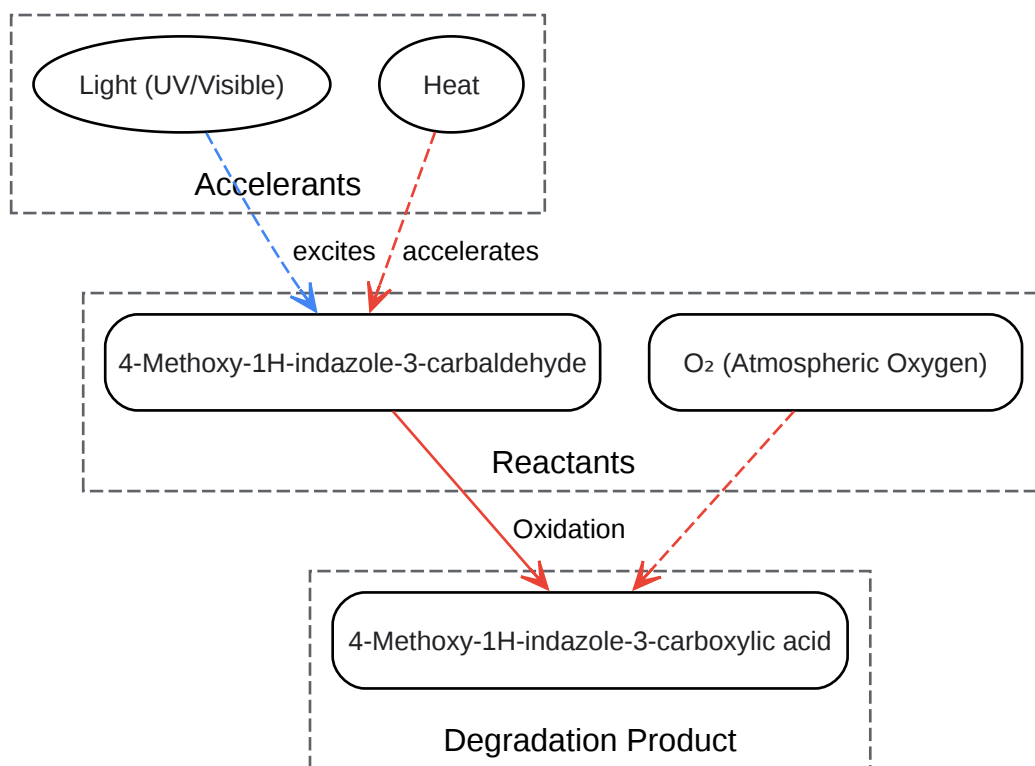 Light (UV/Visible)
Heat
Accelerants
excites
accelerates
4-Methoxy-1H-indazole-3-carbaldehyde
O₂ (Atmospheric Oxygen)
Reactants
Oxidation
4-Methoxy-1H-indazole-3-carboxylic acid
Degradation Product